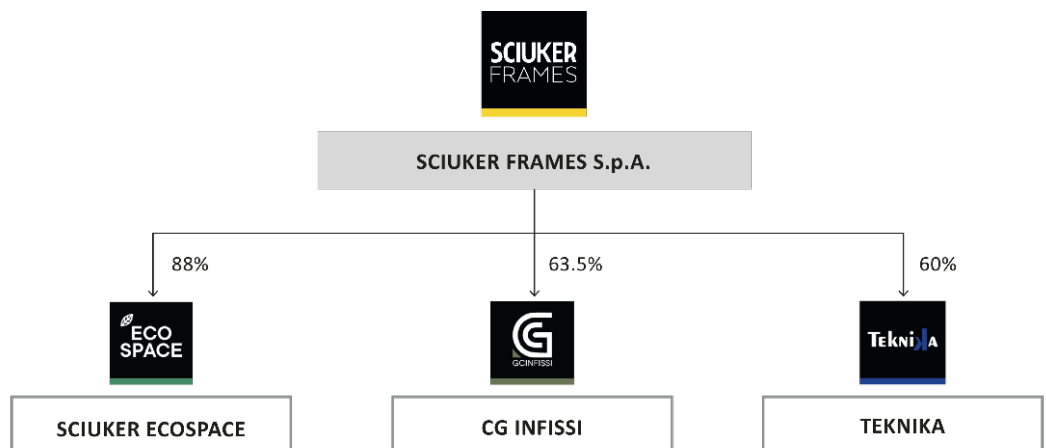 SCIUKER
FRAMES
SCIUKER FRAMES S.p.A.
88%
63.5%
60%
ECO
SPACE
GCINFISSI
TEKNIKA
SCIUKER ECOSPACE
CG INFISSI
TEKNIKA